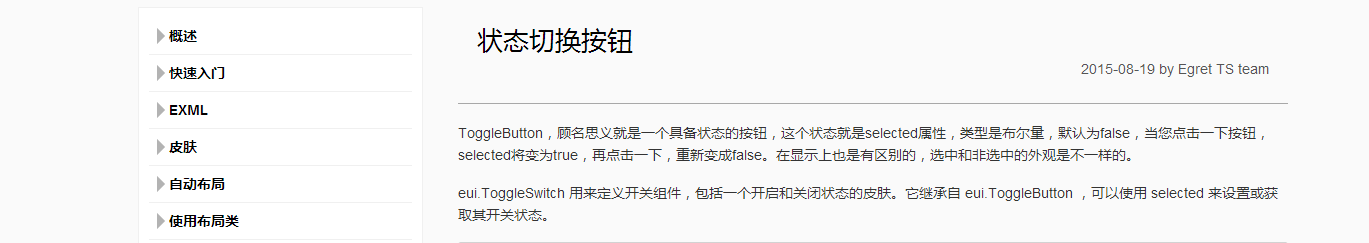 概述
快速入门
EXML
皮肤
自动布局
使用布局类
状态切换按钮
2015-08-19 by Egret TS team
ToggleButton，顾名思义就是一个具备状态的按钮，这个状态就是selected属性，类型是布尔量，默认为false，当您点击一下按钮，
selected将变为true，再点击一下，重新变成false。在显示上也是有区别的，选中和非选中的外观是不一样的。
eui.ToggleSwitch 用来定义开关组件，包括一个开启和关闭状态的皮肤。它继承自 eui.ToggleButton ，可以使用 selected 来设置或获
取其开关状态。